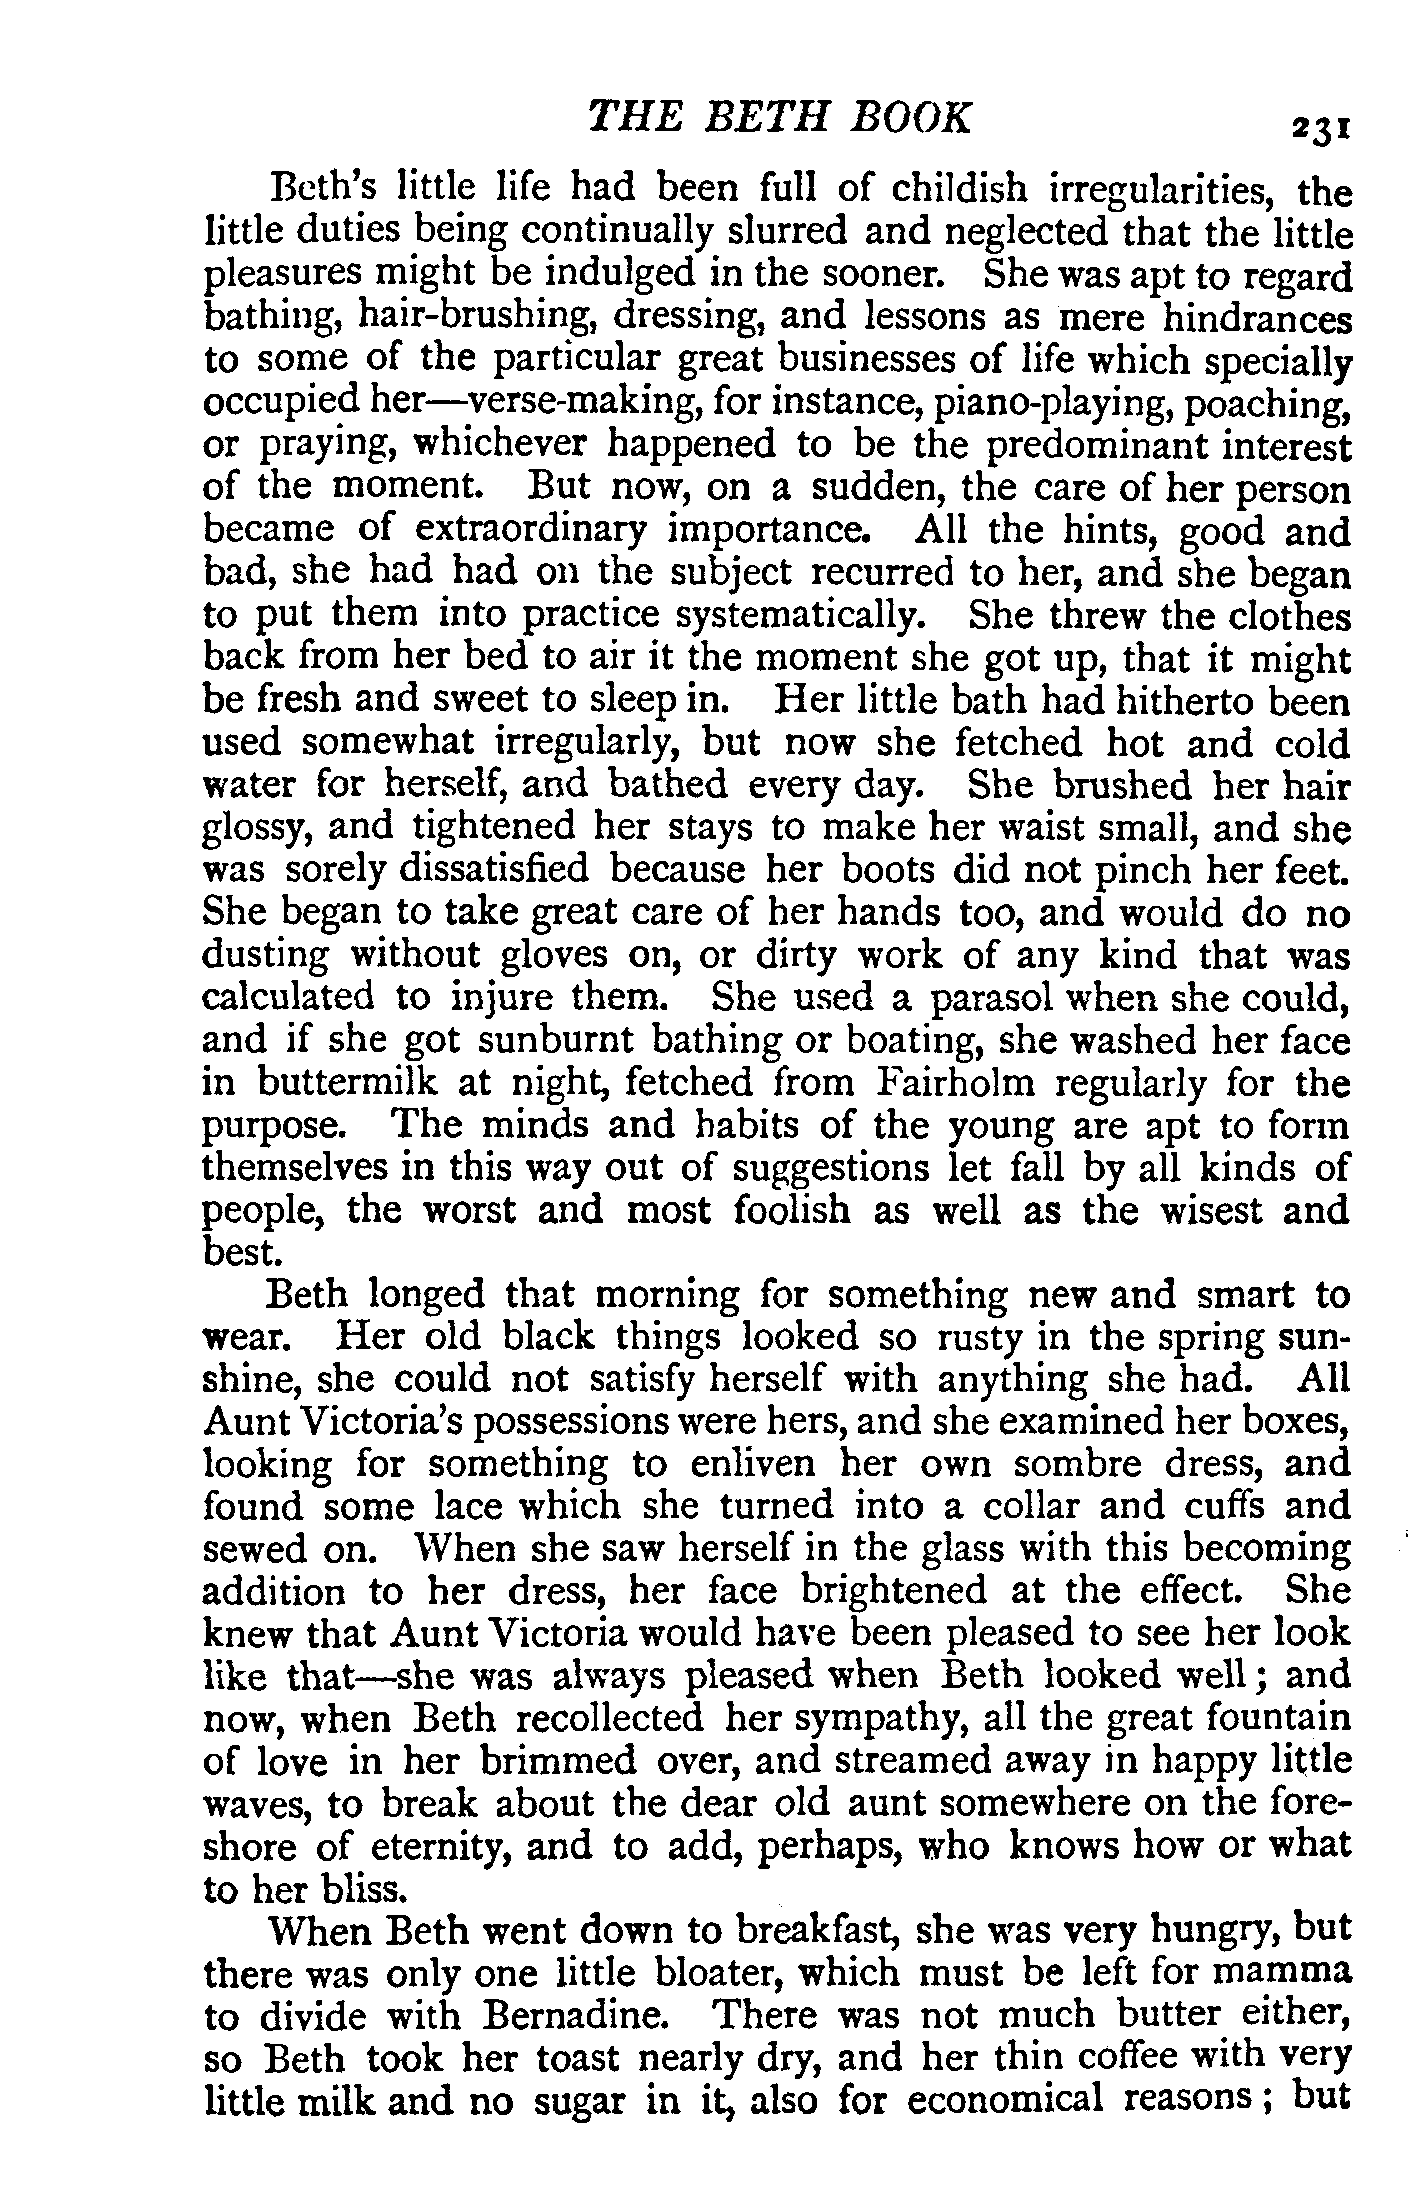 THE BETH BOOK 231
Beth's little life had been full of childish irregularities, the
little duties being continually slurred and neglected that the little
pleasures might be indulged in the sooner. She was apt to regard
bathing, hair-brushing, dressing, and lessons as mere hindrances
to some of the particular great businesses of life which specially
occupied her—verse-making, for instance, piano-playing, poaching,
or praying, whichever happened to be the predominant interest
of the moment. But now, on a sudden, the care of her person
became of extraordinary importance. All the hints, good and
bad, she had had on the subject recurred to her, and she began
to put them into practice systematically. She threw the clothes
back from her bed to air it the moment she got up, that it might
be fresh and sweet to sleep in. Her little bath had hitherto been
used somewhat irregularly, but now she fetched hot and cold
water for herself, and bathed every day. She brushed her hair
glossy, and tightened her stays to make her waist small, and she
was sorely dissatisfied because her boots did not pinch her feet.
She began to take great care of her hands too, and would do no
dusting without gloves on, or dirty work of any kind that was
calculated to injure them. She used a parasol when she could,
and if she got sunburnt bathing or boating, she washed her face
in buttermilk at night, fetched from Fairholm regularly for the
purpose. The minds and habits of the young are apt to form
themselves in this way out of suggestions let fall by all kinds of
people, the worst and most foolish as well as the wisest and
best.
Beth longed that morning for something new and smart to
wear. Her old black things looked so rusty in the spring sun-
shine, she could not satisfy herself with anything she had. All
Aunt Victoria's possessions were hers, and she examined her boxes,
looking for something to enliven her own sombre dress, and
found some lace which she turned into a collar and cuffs and
sewed on. When she saw herself in the glass with this becoming
addition to her dress, her face brightened at the effect. She
knew that Aunt Victoria would have been pleased to see her look
like that—she was always pleased when Beth looked well; and
now, when Beth recollected her sympathy, all the great fountain
of love in her brimmed over, and streamed away in happy little
waves, to break about the dear old aunt somewhere on the fore-
shore of eternity, and to add, perhaps, who knows how or what
to her bliss.
When Beth went down to breakfast, she was very hungry, but
there was only one little bloater, which must be left for mamma
to divide with Bernadine. There was not much butter either,
so Beth took her toast nearly dry, and her thin coffee with very
little milk and no sugar in it, also for economical reasons; but